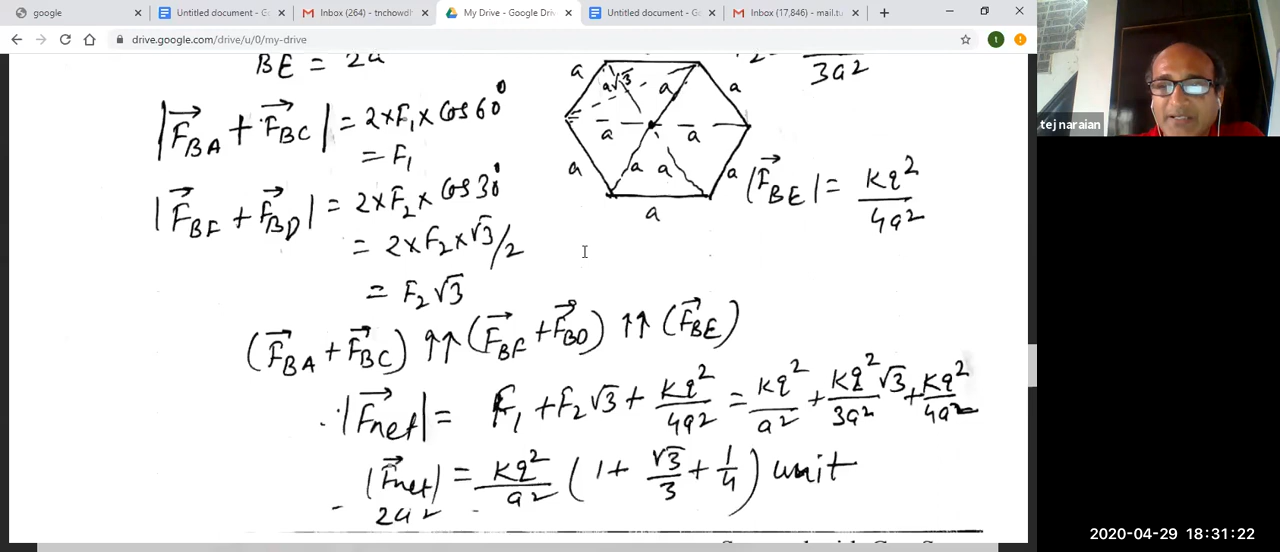 google
Untitled document - G
Inbox (264) - tnchowdh
My Drive - Google Driv
Untitled document - Go
Inbox (17,846) - mail.tu
drive.google.com/drive/u/0/my-drive
t
BE = 2a
3a²
|F⃗BA + F⃗BC| = 2×F₁×Cos60°
= F₁
|F⃗BF + F⃗BD| = 2×F₂×Cos30°
= 2×F₂×√3/2
= F₂√3
a
a√3
a
a
a
a
a
a
a
a
a
|F⃗BE| = kq²/4a²
(F⃗BA + F⃗BC) ↑↑ (F⃗BF + F⃗BD) ↑↑ (F⃗BE)
∴ |F⃗net| = F₁ + F₂√3 + kq²/4a² = kq²/a² + kq²√3/3a² + kq²/4a²
|F⃗net| = kq²/a² (1 + √3/3 + 1/4) unit
2a²
tej naraian
2020-04-29 18:31:22